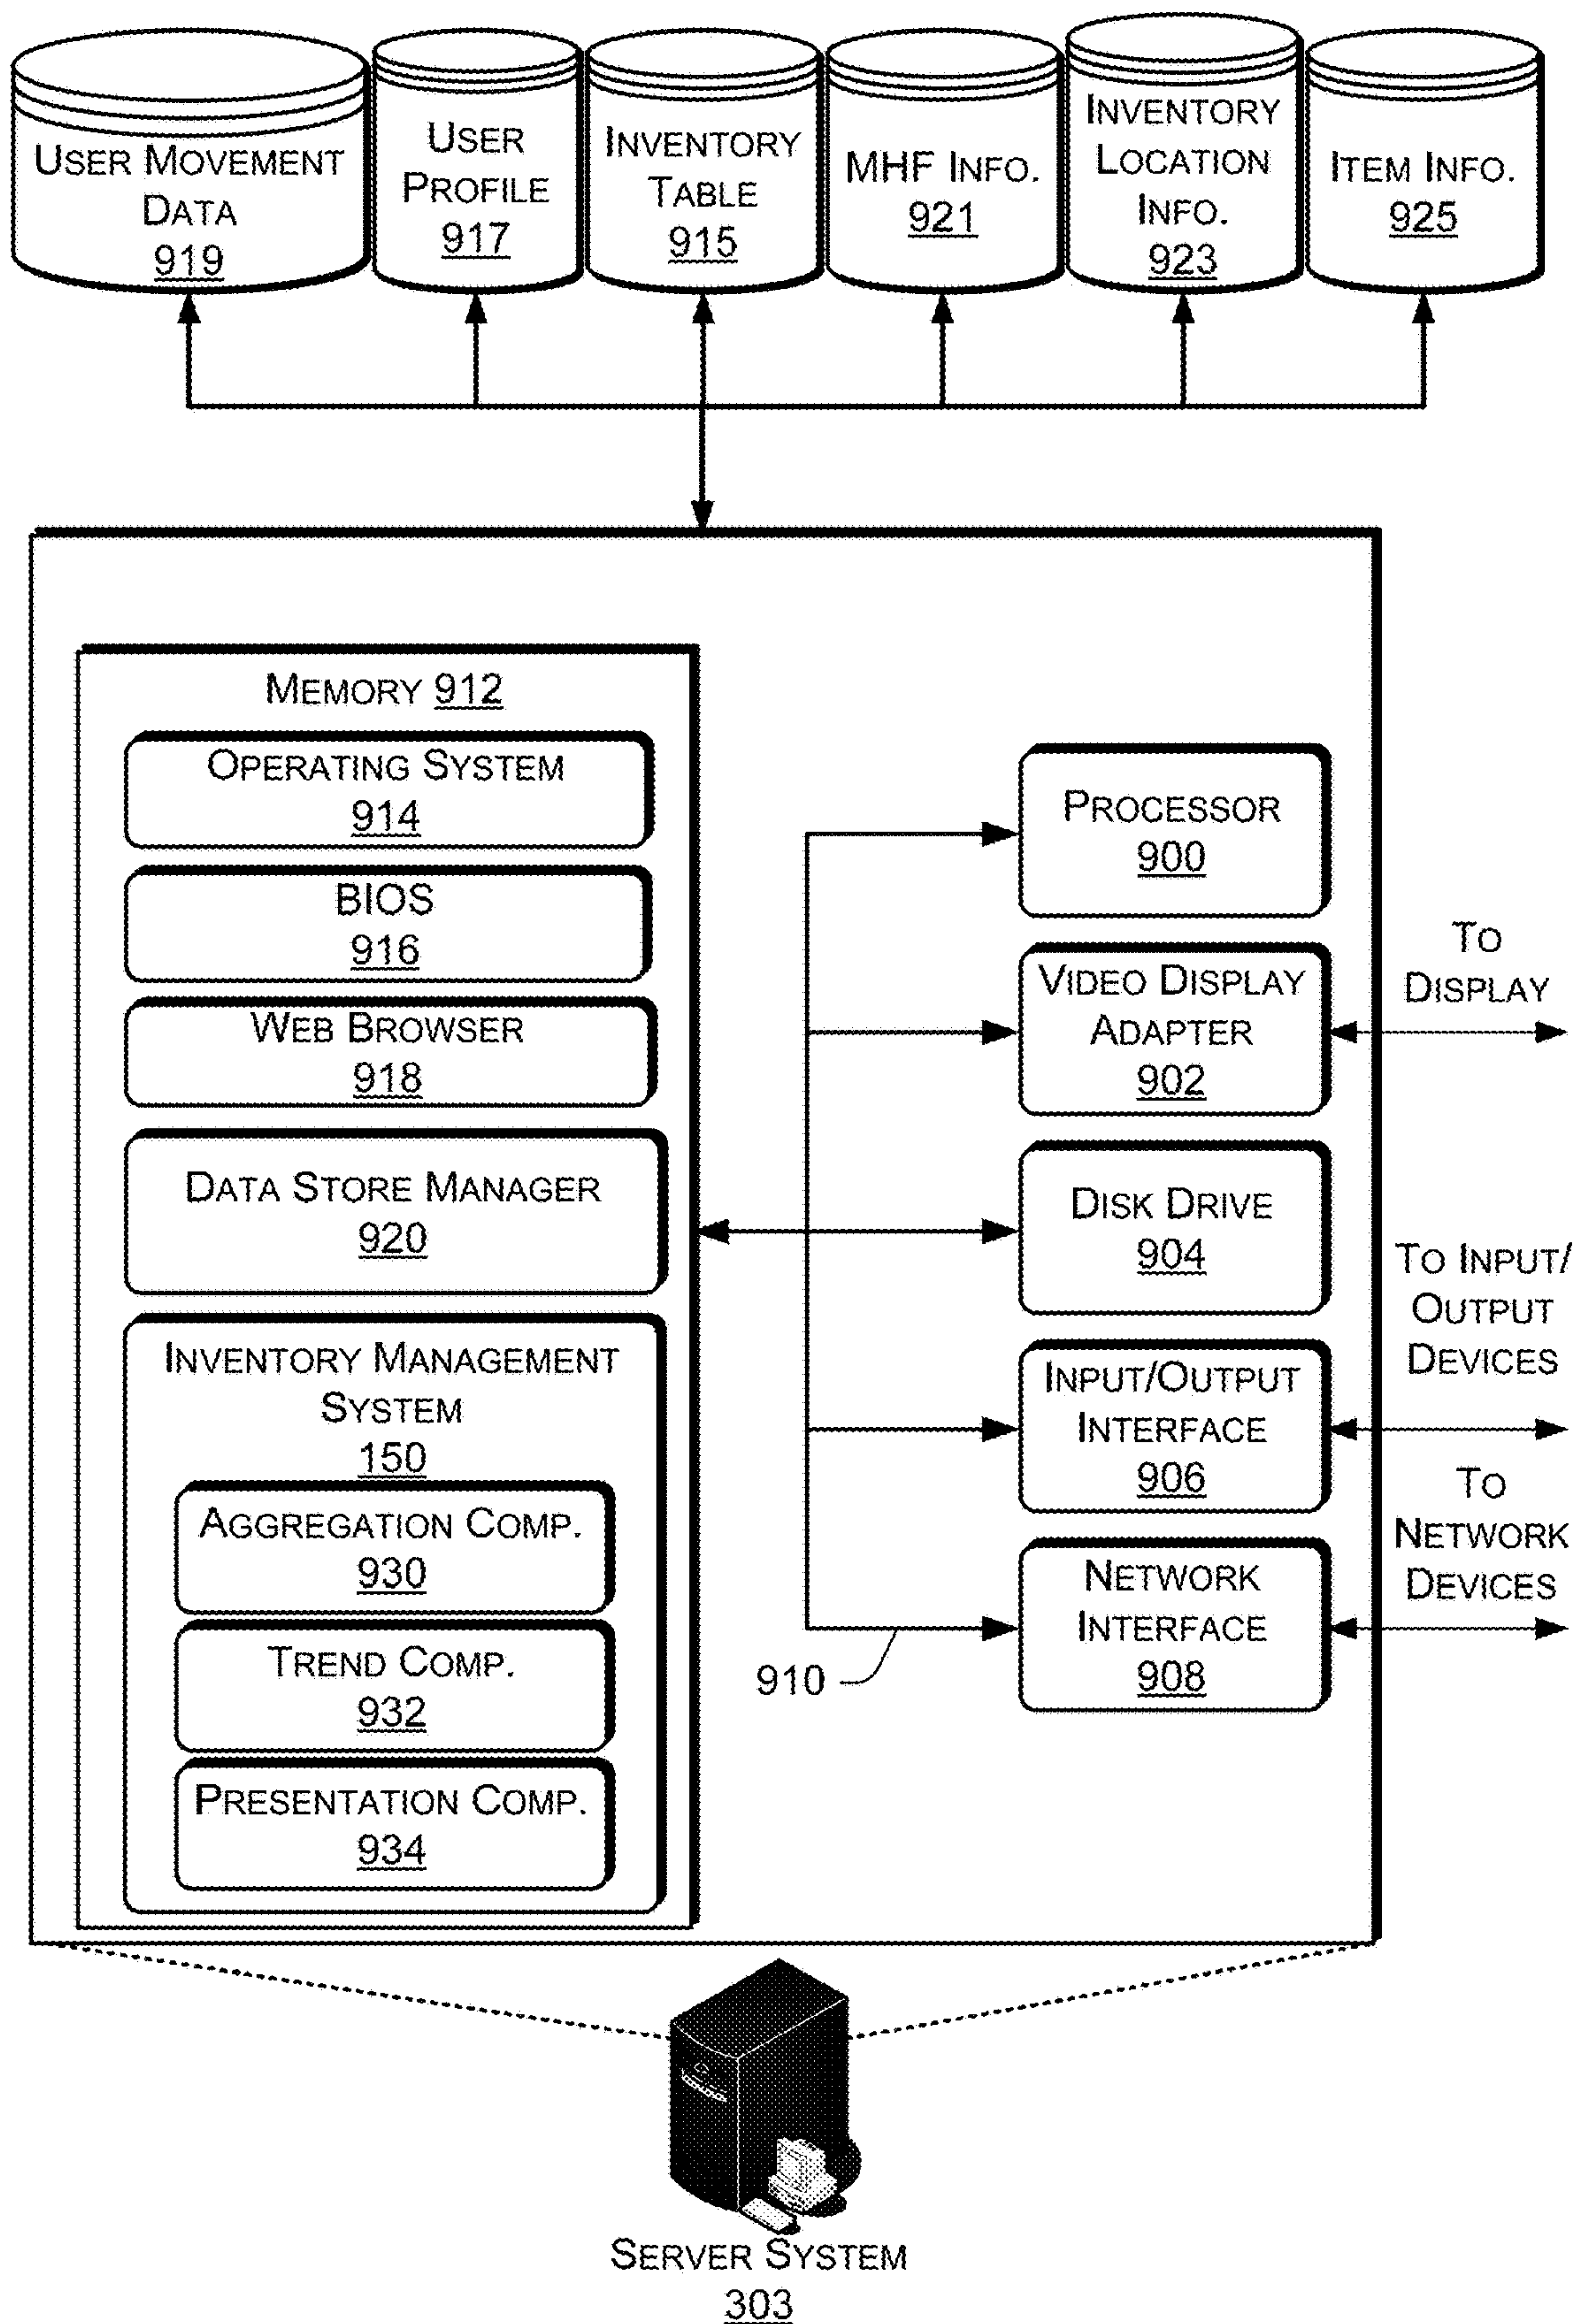 USER MOVEMENT
DATA
919
USER
PROFILE
917
INVENTORY
TABLE
915
MHF INFO.
921
INVENTORY
LOCATION
INFO.
923
ITEM INFO.
925
MEMORY 912
OPERATING SYSTEM
914
BIOS
916
WEB BROWSER
918
DATA STORE MANAGER
920
INVENTORY MANAGEMENT
SYSTEM
150
AGGREGATION COMP.
930
TREND COMP.
932
PRESENTATION COMP.
934
PROCESSOR
900
VIDEO DISPLAY
ADAPTER
902
DISK DRIVE
904
INPUT/OUTPUT
INTERFACE
906
NETWORK
INTERFACE
908
910
TO
DISPLAY
TO INPUT/
OUTPUT
DEVICES
TO
NETWORK
DEVICES
SERVER SYSTEM
303